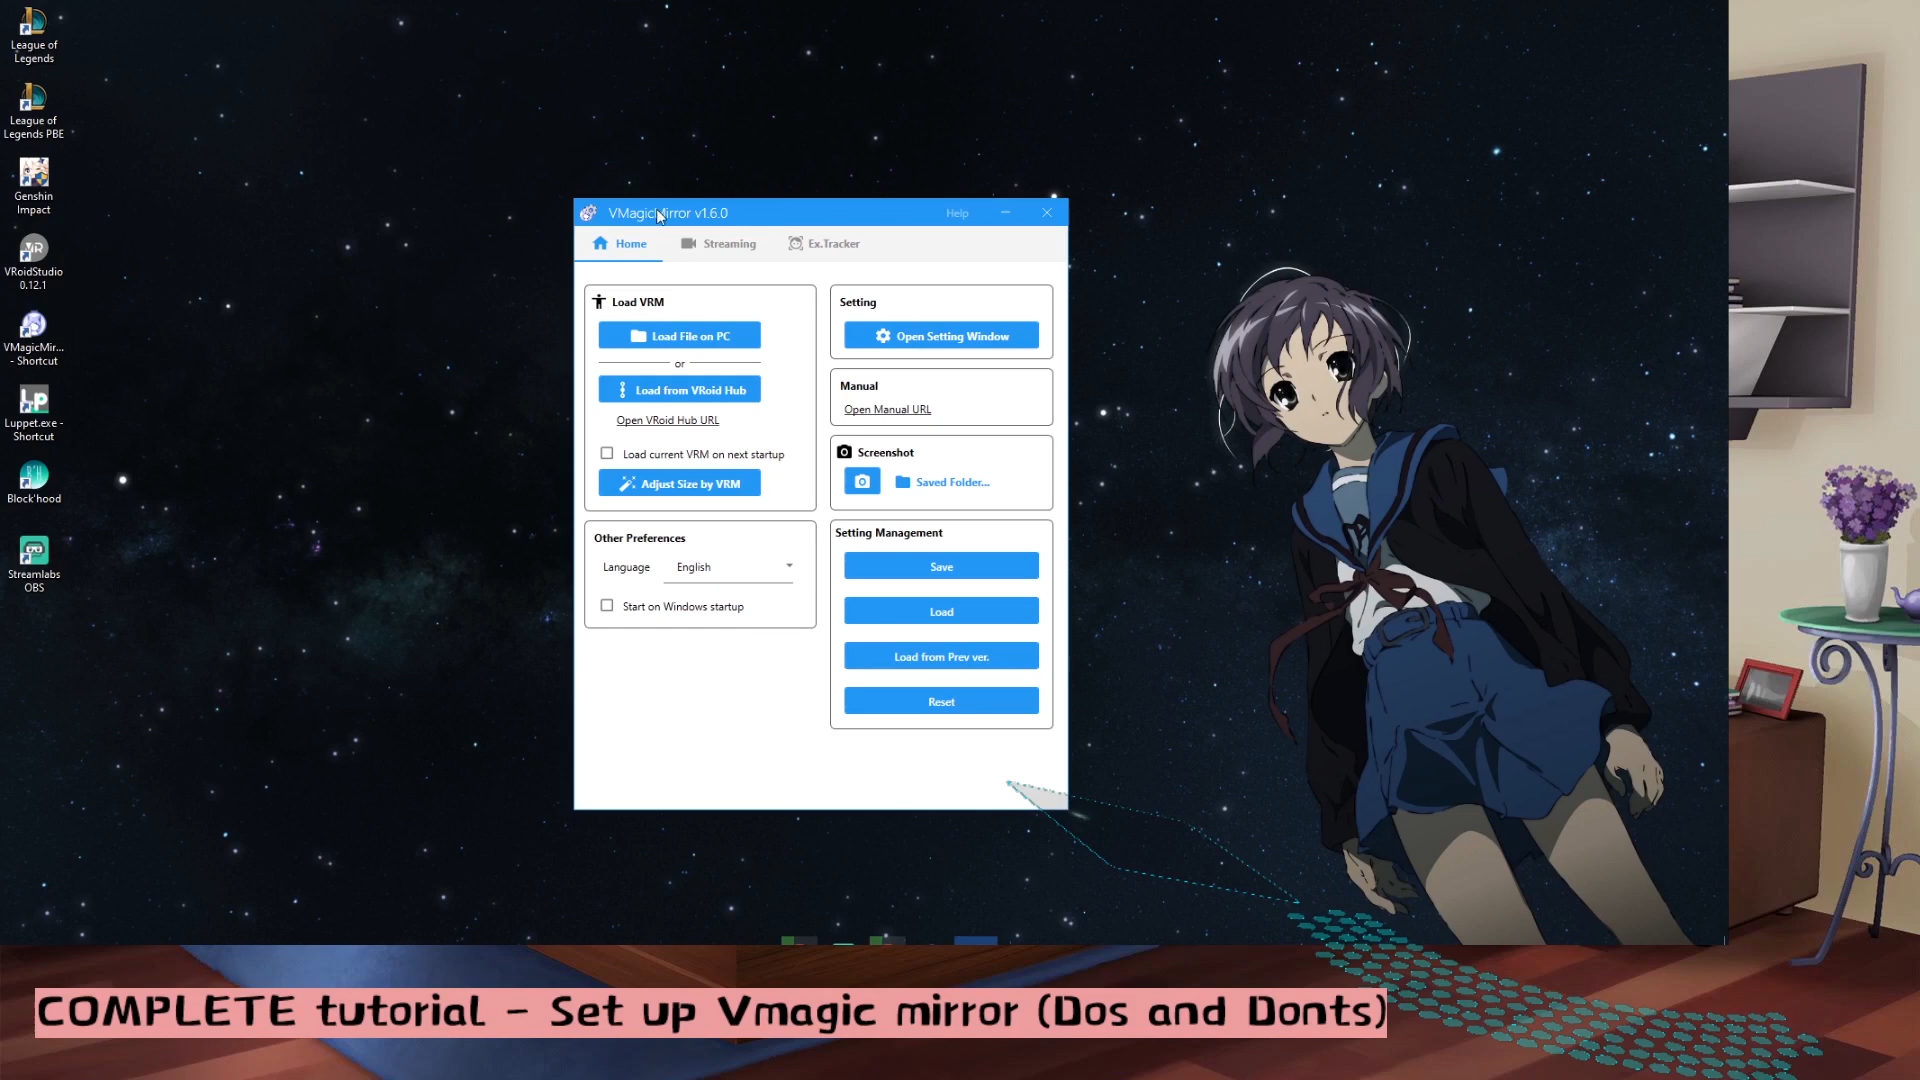 League of
Legends
League of
Legends PBE
Genshin
Impact
VRoidStudio
0.12.1
VMagicMir...
- Shortcut
Luppet.exe -
Shortcut
Block'hood
Streamlabs
OBS
VMagicMirror v1.6.0
Help
Home
Streaming
Ex.Tracker
Load VRM
Load File on PC
or
Load from VRoid Hub
Open VRoid Hub URL
Load current VRM on next startup
Adjust Size by VRM
Other Preferences
Language
English
Start on Windows startup
Setting
Open Setting Window
Manual
Open Manual URL
Screenshot
Saved Folder...
Setting Management
Save
Load
Load from Prev ver.
Reset
COMPLETE tutorial - Set up Vmagic mirror (Dos and Donts)